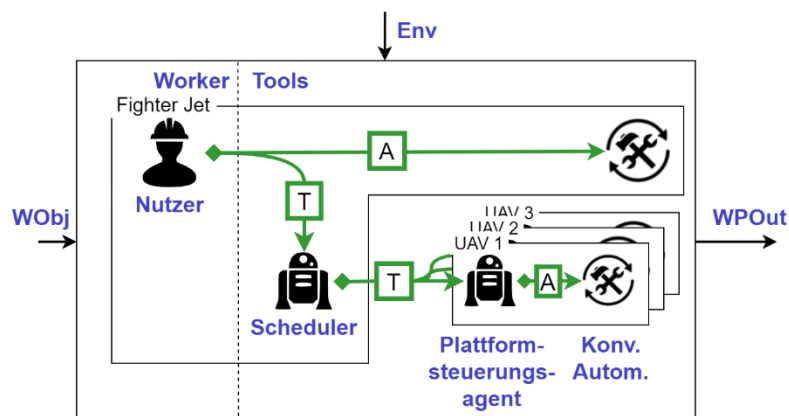 Env
Worker
Tools
Fighter Jet
A
Nutzer
T
WObj
WPOut
UAV 3
UAV 2
UAV 1
T
A
Scheduler
Plattform-
steuerungs-
agent
Konv.
Autom.